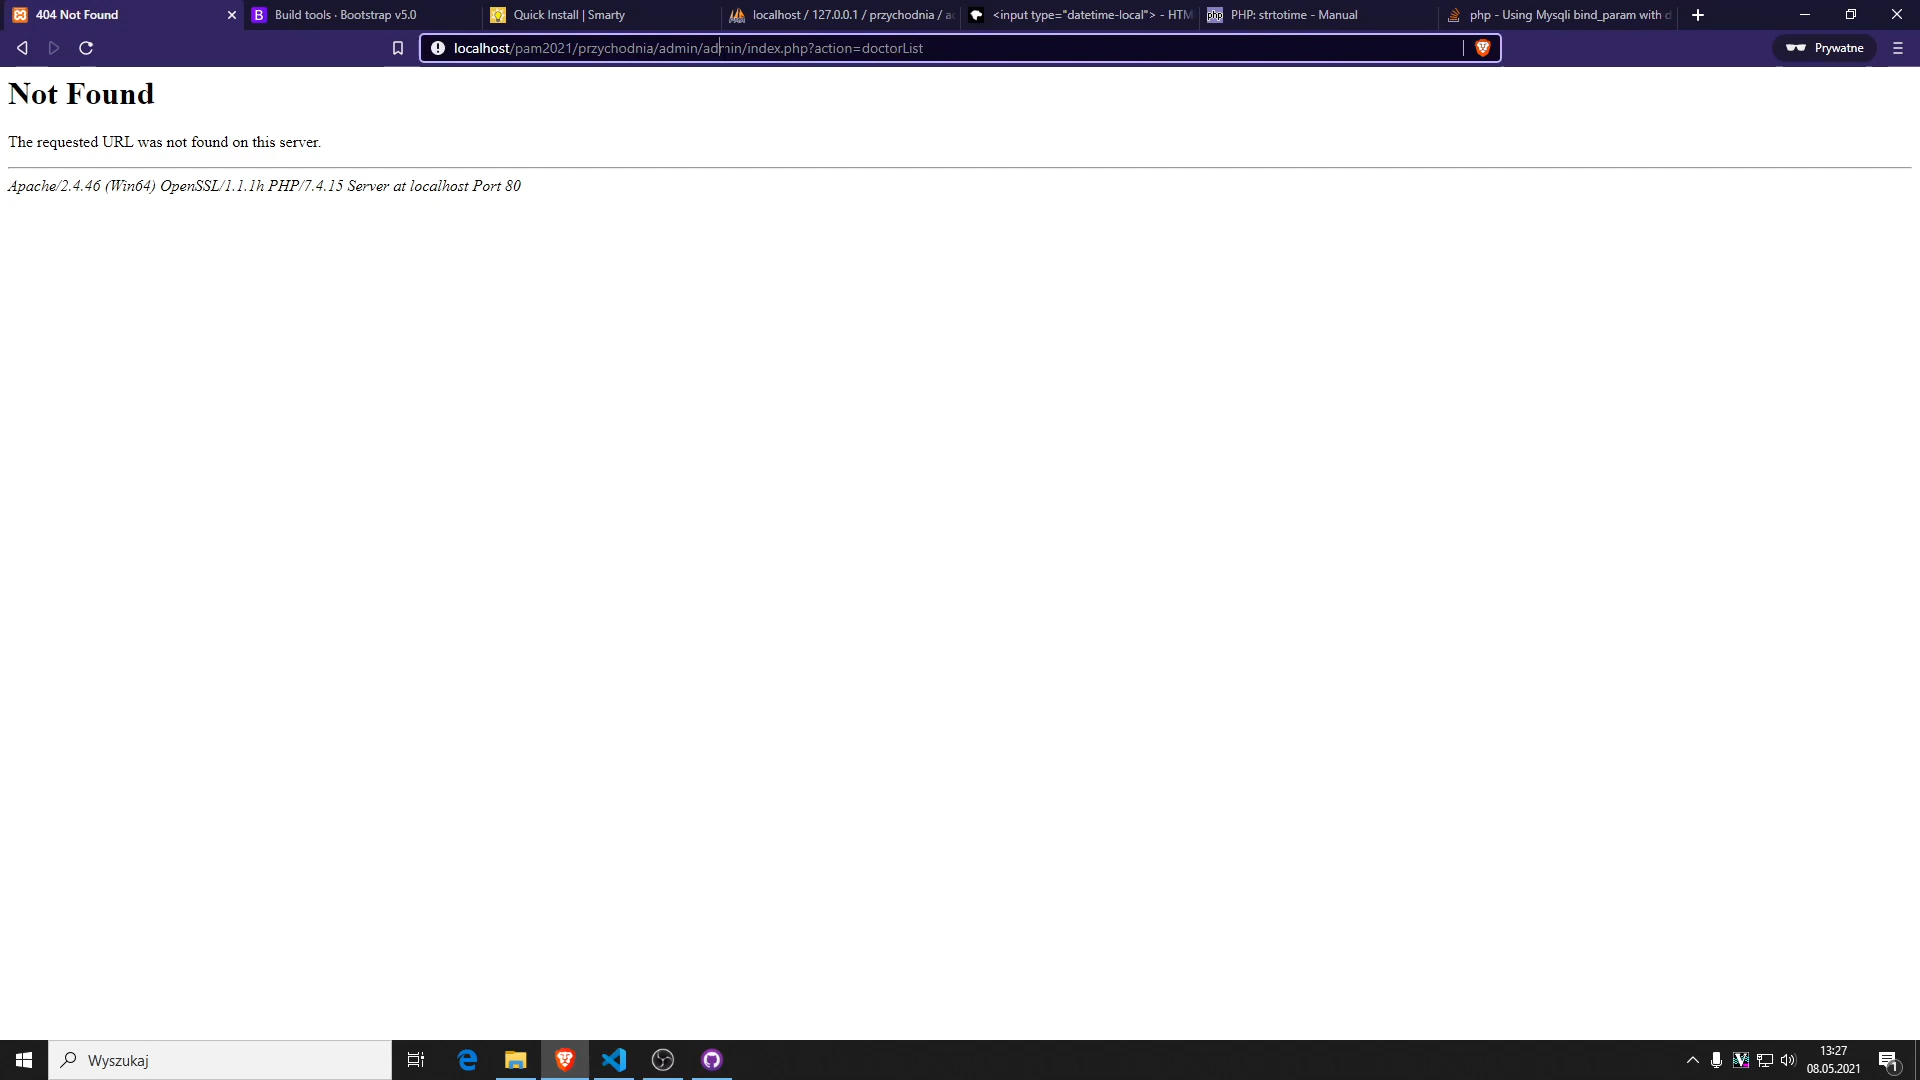 404 Not Found
Build tools · Bootstrap v5.0
Quick Install | Smarty
localhost / 127.0.0.1 / przychodnia / a
<input type="datetime-local"> - HTM
PHP: strtotime - Manual
php - Using Mysqli bind_param with d
localhost/pam2021/przychodnia/admin/admin/index.php?action=doctorList
Prywatne
Not Found
The requested URL was not found on this server.
Apache/2.4.46 (Win64) OpenSSL/1.1.1h PHP/7.4.15 Server at localhost Port 80
Wyszukaj
13:27
08.05.2021
1